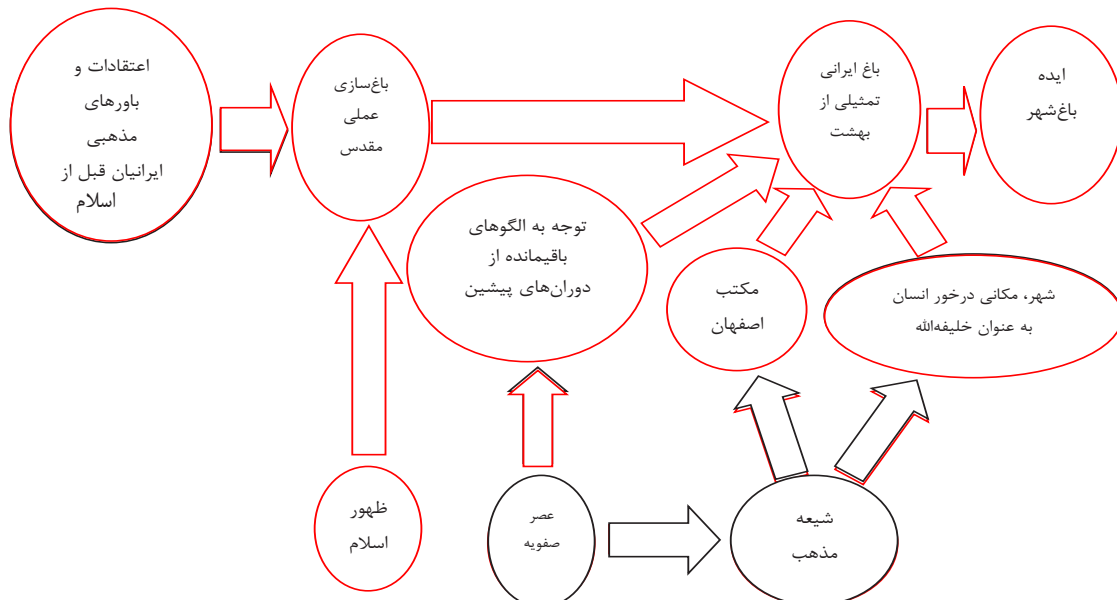 اعتقادات و
باورهای
مذهبی
ایرانیان قبل از
اسلام
باغ‌سازی
عملی
مقدس
باغ ایرانی
تمثیلی از
بهشت
ایده
باغ‌شهر
توجه به الگوهای
باقیمانده از
دوران‌های پیشین
مکتب
اصفهان
شهر، مکانی درخور انسان
به عنوان خلیفه‌الله
ظهور
اسلام
عصر
صفویه
شیعه
مذهب